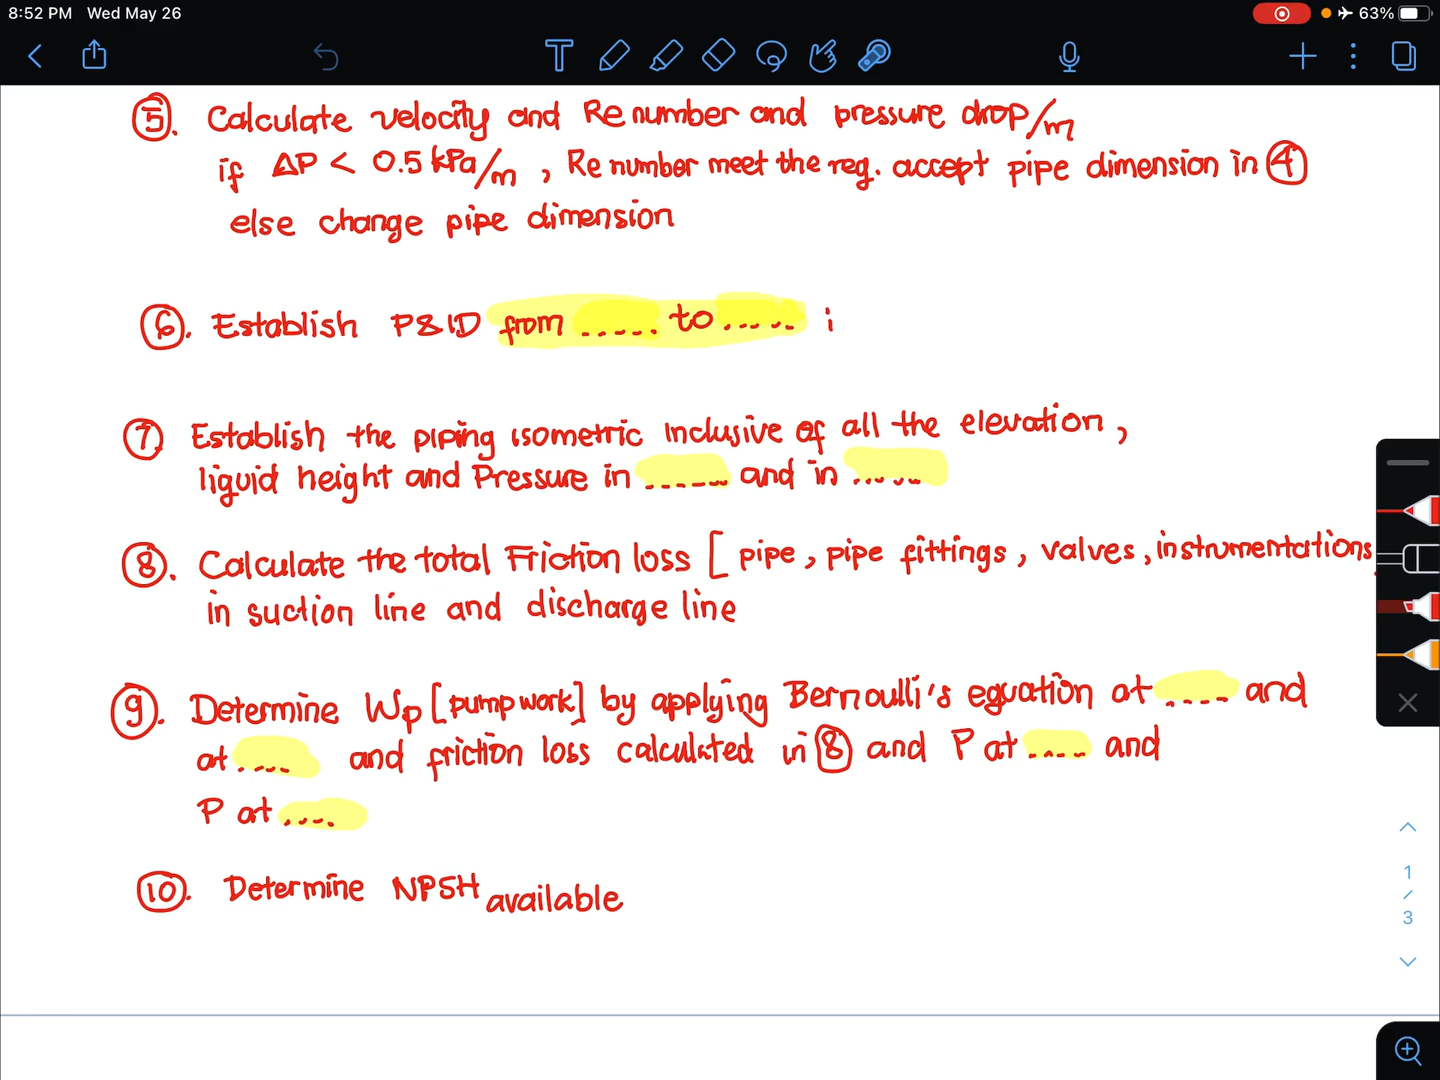 8:52 PM Wed May 26
63%
5. Calculate velocity and Re number and pressure drop/m
if ΔP < 0.5 kPa/m, Re number meet the req. accept pipe dimension in 4
else change pipe dimension
6. Establish P&ID from ..... to ..... ;
7. Establish the piping isometric inclusive of all the elevation,
liquid height and Pressure in ...... and in .....
8. Calculate the total Friction loss [pipe, pipe fittings, valves, instrumentations
in suction line and discharge line
9. Determine Wp [pump work] by applying Bernoulli's equation at .... and
at .... and friction loss calculated in 8 and P at .... and
P at ....
10. Determine NPSH available
1
/
3